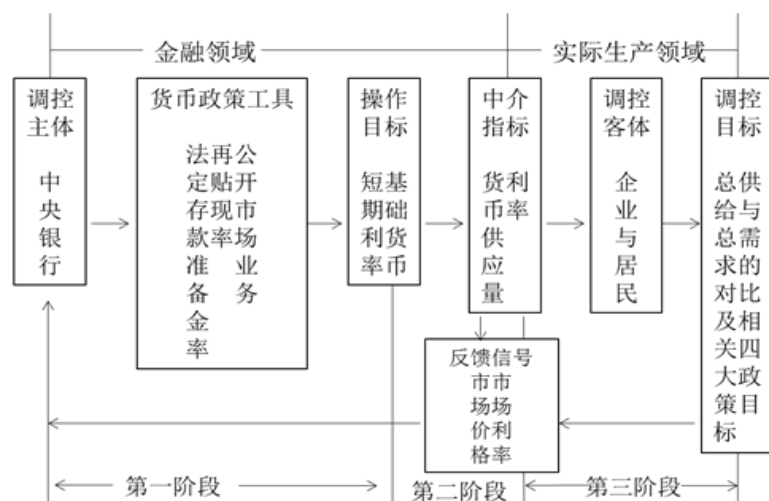 金融领域
实际生产领域
调控
主体
中央银行
货币政策工具
法定存款准备金率
再贴现率
公开市场业务
操作
目标
短期利率
基础货币
中介
指标
货币供应量
利率
调控
客体
企业与居民
调控
目标
总供给与总需求的对比及相关四大政策目标
反馈信号
市场价格
市场利率
第一阶段
第二阶段
第三阶段